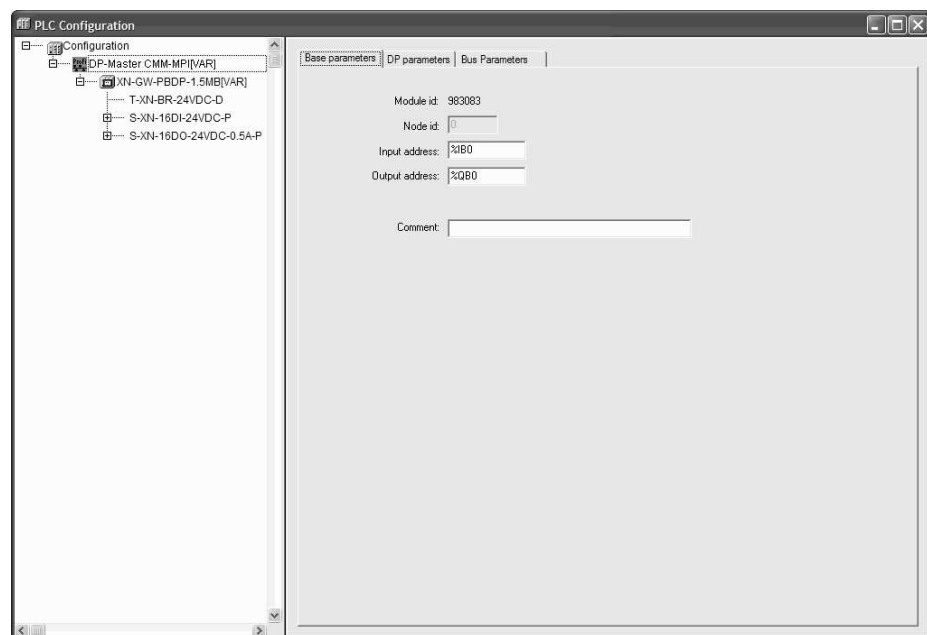 PLC Configuration
Configuration
DP-Master CMM-MPI[VAR]
XN-GW-PBDP-1.5MB[VAR]
T-XN-BR-24VDC-D
S-XN-16DI-24VDC-P
S-XN-16DO-24VDC-0.5A-P
Base parameters DP parameters Bus Parameters
Module id: 983083
Node id: 0
Input address: %IB0
Output address: %QB0
Comment: